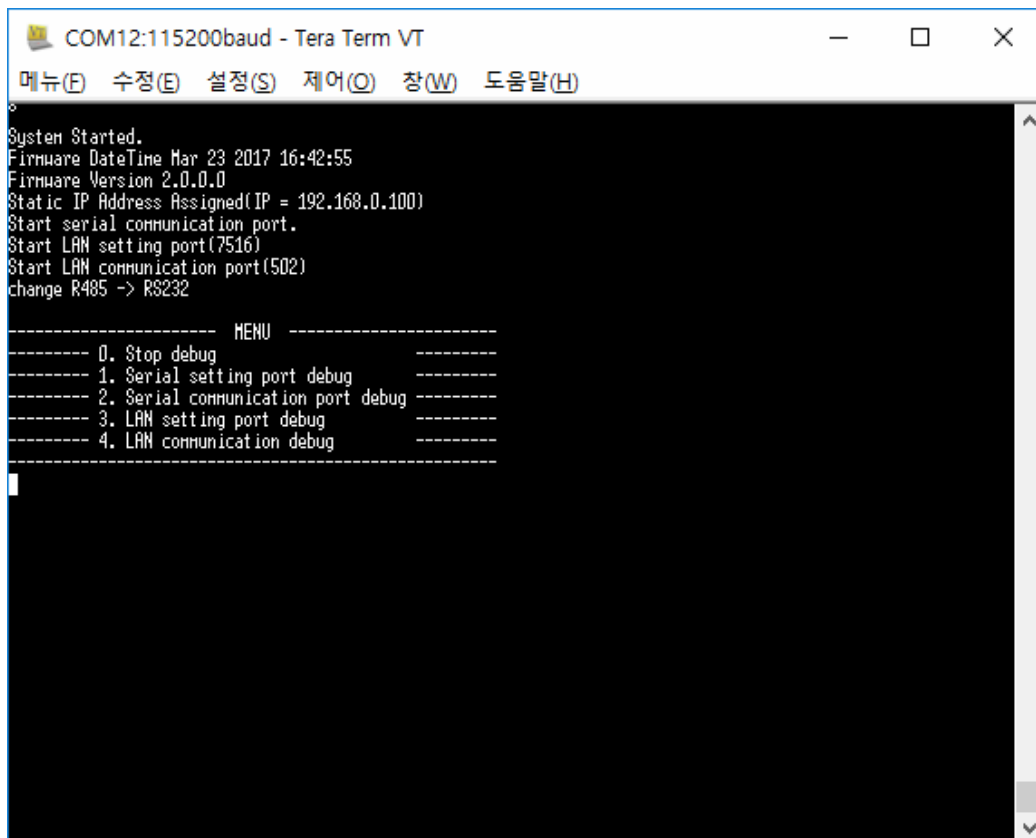 COM12:115200baud - Tera Term VT
메뉴(F) 수정(E) 설정(S) 제어(O) 창(W) 도움말(H)
System Started.
Firmware DateTime Mar 23 2017 16:42:55
Firmware Version 2.0.0.0
Static IP Address Assigned(IP = 192.168.0.100)
Start serial communication port.
Start LAN setting port(7516)
Start LAN communication port(502)
change R485 -> RS232
----------------------- MENU -----------------------
--------- 0. Stop debug ---------
--------- 1. Serial setting port debug ---------
--------- 2. Serial communication port debug ---------
--------- 3. LAN setting port debug ---------
--------- 4. LAN communication debug ---------
------------------------------------------------------